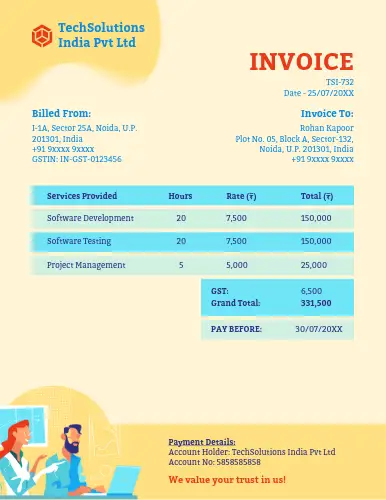 TechSolutions
India Pvt Ltd
INVOICE
TSI-732
Date - 25/07/20XX
Billed From:
I-1A, Sector 25A, Noida, U.P.
201301, India
+91 9xxxx 9xxxx
GSTIN: IN-GST-0123456
Invoice To:
Rohan Kapoor
Plot No. 05, Block A, Sector-132,
Noida, U.P. 201301, India
+91 9xxxx 9xxxx
Services Provided Hours Rate (₹) Total (₹)
Software Development 20 7,500 150,000
Software Testing 20 7,500 150,000
Project Management 5 5,000 25,000
GST: 6,500
Grand Total: 331,500
PAY BEFORE: 30/07/20XX
Payment Details:
Account Holder: TechSolutions India Pvt Ltd
Account No: 5858585858
We value your trust in us!